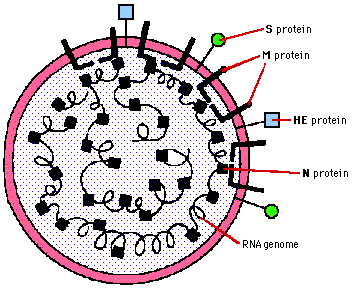 S protein
M protein
HE protein
N protein
RNA genome